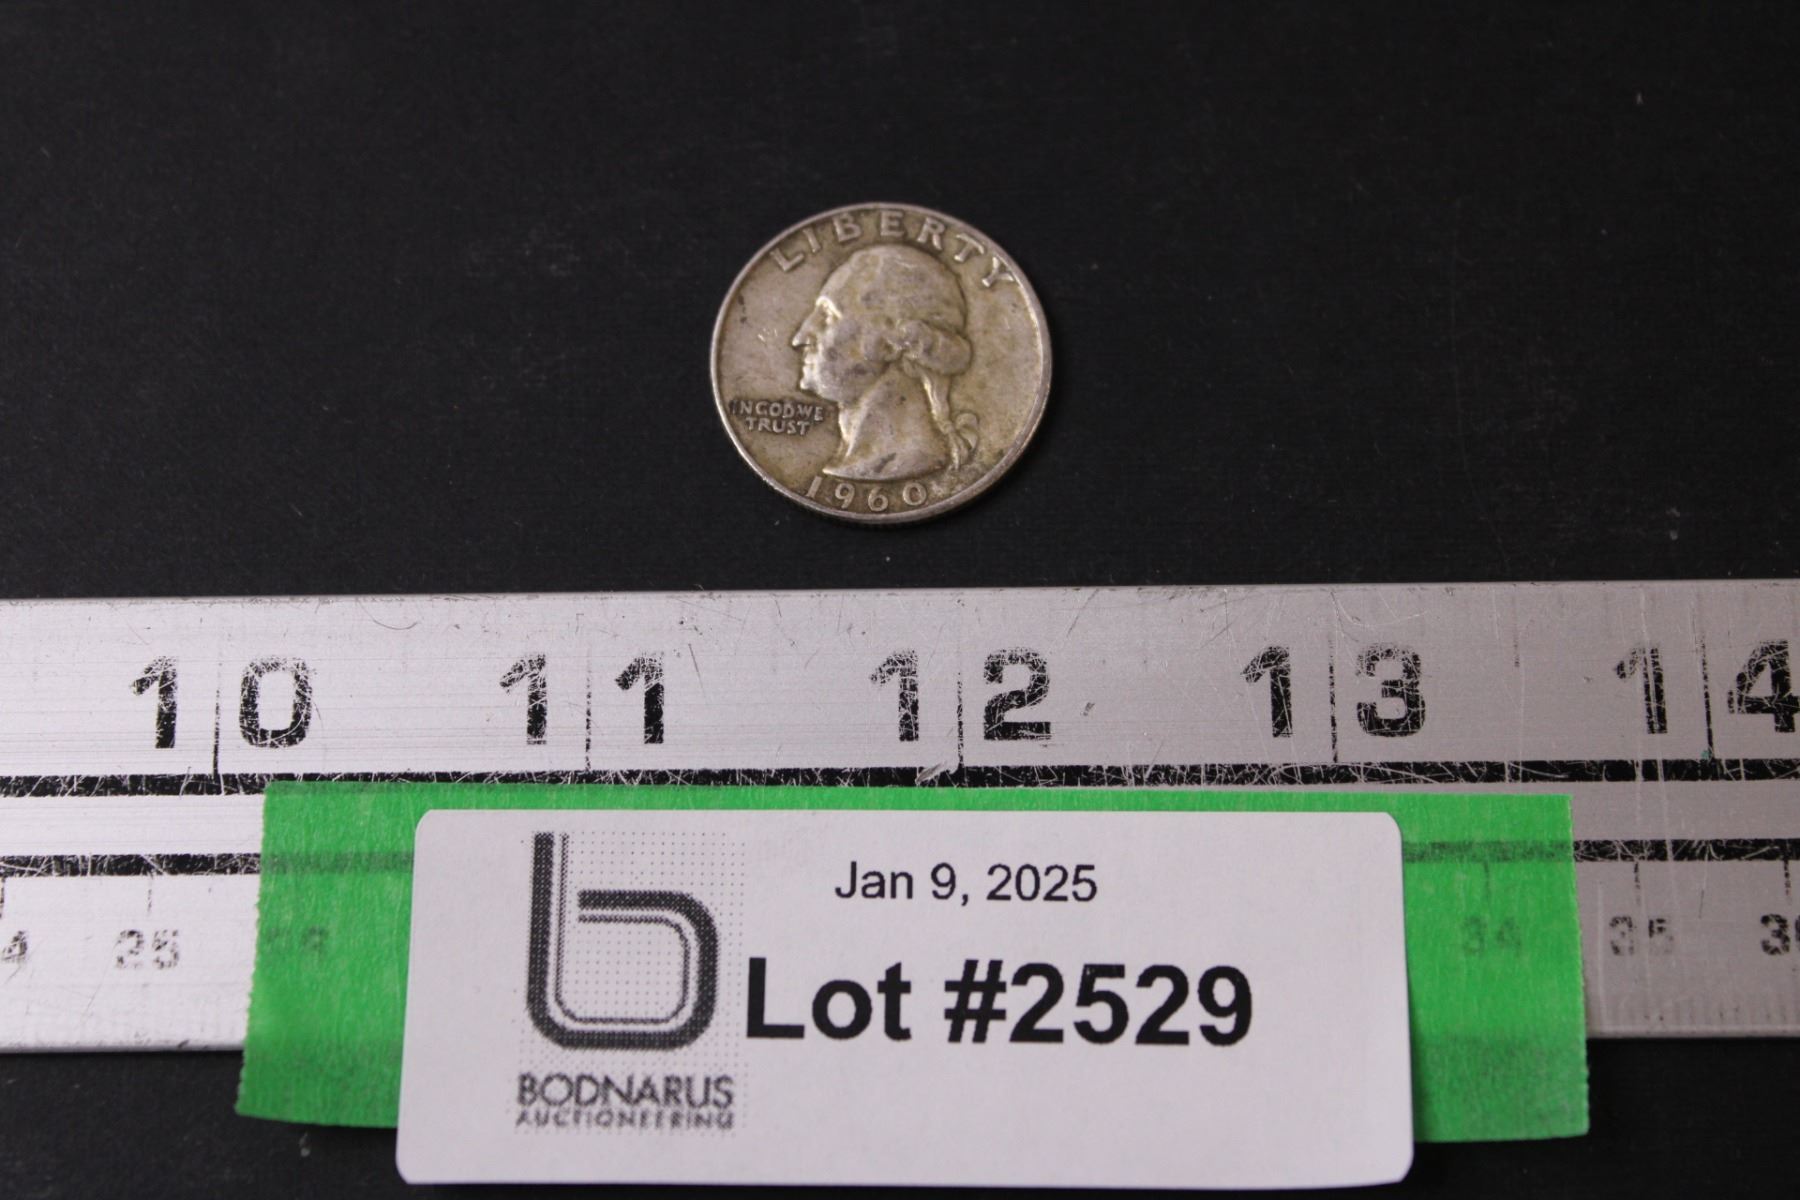 LIBERTY
IN GOD WE
TRUST
1960
10 11 12 13 14
Jan 9, 2025
Lot #2529
BODNARUS
AUCTIONEERING
25 34 35